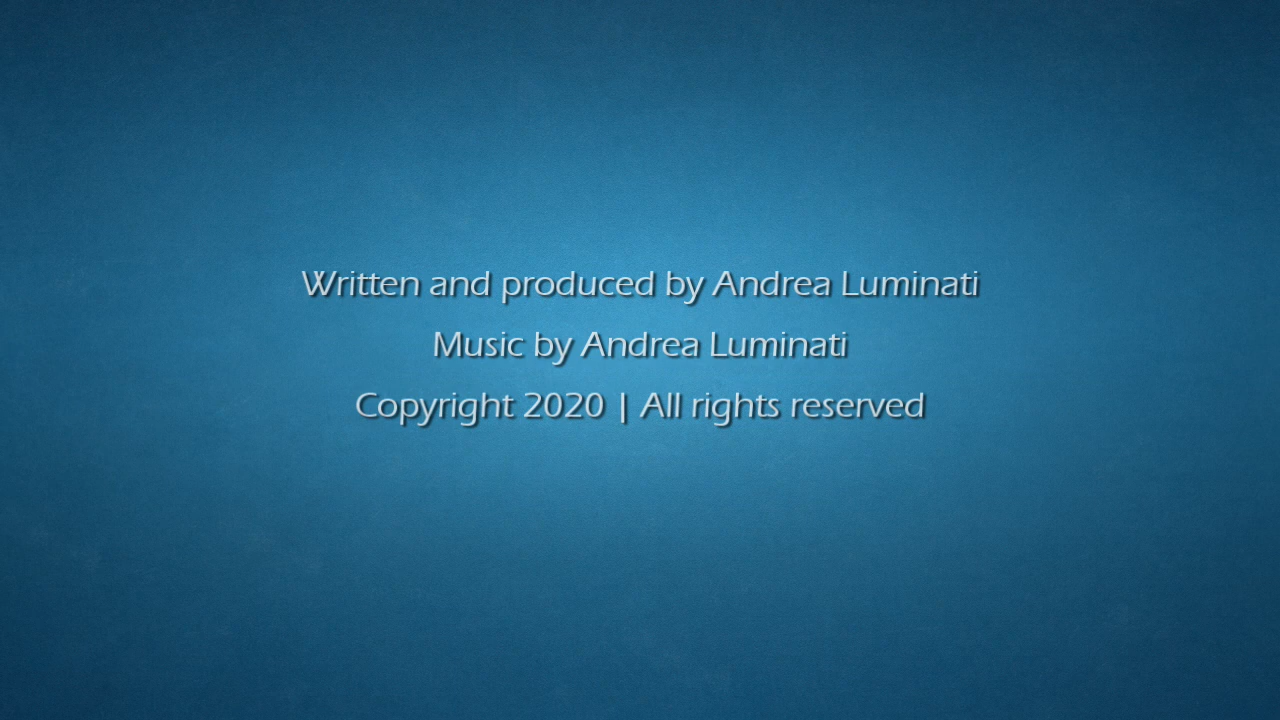 Written and produced by Andrea Luminati
Music by Andrea Luminati
Copyright 2020 | All rights reserved